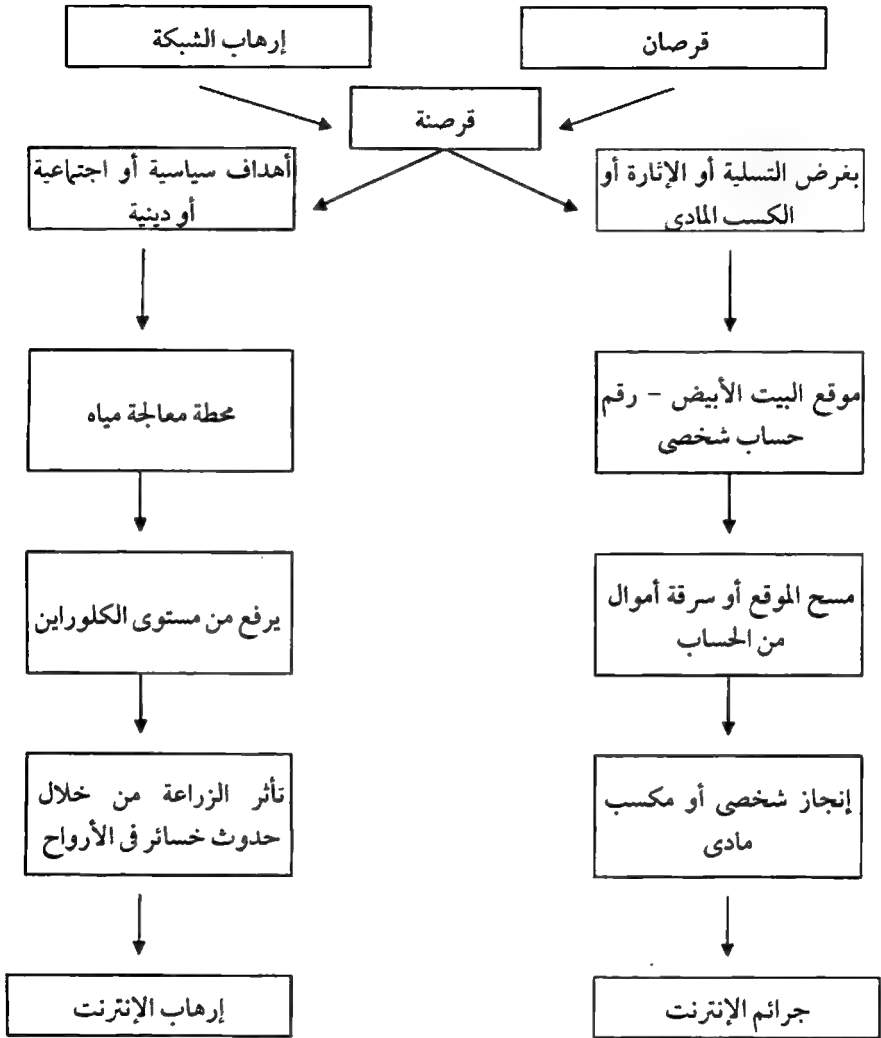 قرصان
إرهاب الشبكة
قرصنة
بغرض التسلية أو الإثارة أو
الكسب المادى
أهداف سياسية أو اجتماعية
أو دينية
موقع البيت الأبيض – رقم
حساب شخصى
محطة معالجة مياه
مسح الموقع أو سرقة أموال
من الحساب
يرفع من مستوى الكلوراين
إنجاز شخصى أو مكسب
مادى
تأثر الزراعة من خلال
حدوث خسائر فى الأرواح
جرائم الإنترنت
إرهاب الإنترنت